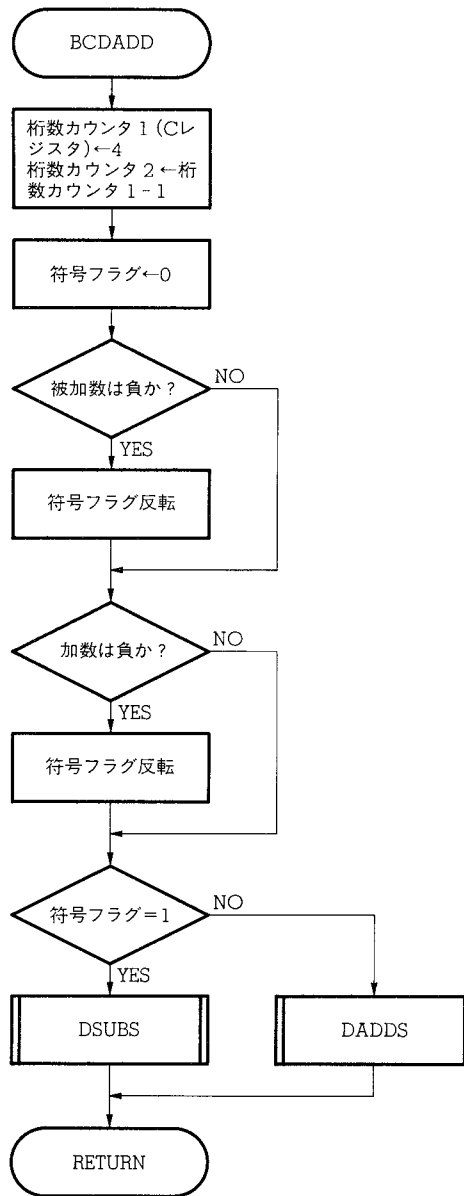 BCDADD
桁数カウンタ1(Cレ
ジスタ)←4
桁数カウンタ2←桁
数カウンタ1-1
符号フラグ←0
被加数は負か?
NO
YES
符号フラグ反転
加数は負か?
NO
YES
符号フラグ反転
符号フラグ=1
NO
YES
DSUBS
DADDS
RETURN